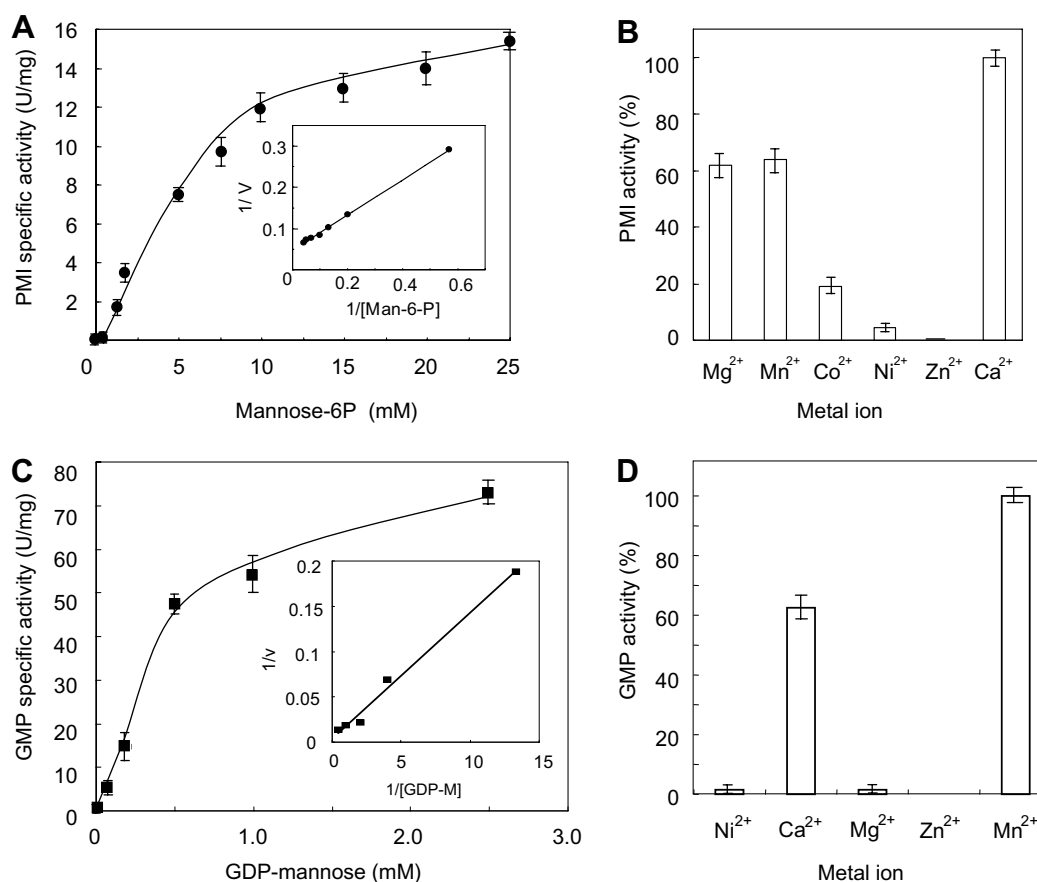 A
PMI specific activity (U/mg)
16
14
12
10
8
6
4
2
0
5
10
15
20
25
Mannose-6P (mM)
1/ V
0.4
0.3
0.2
0.1
0
0.2
0.4
0.6
1/[Man-6-P]
B
PMI activity (%)
100
80
60
40
20
0
Mg2+
Mn2+
Co2+
Ni2+
Zn2+
Ca2+
Metal ion
C
GMP specific activity (U/mg)
80
70
60
50
40
30
20
10
0
0
1.0
2.0
3.0
GDP-mannose (mM)
1/v
0.2
0.15
0.1
0.05
0
0
5
10
15
1/[GDP-M]
D
GMP activity (%)
100
80
60
40
20
0
Ni2+
Ca2+
Mg2+
Zn2+
Mn2+
Metal ion